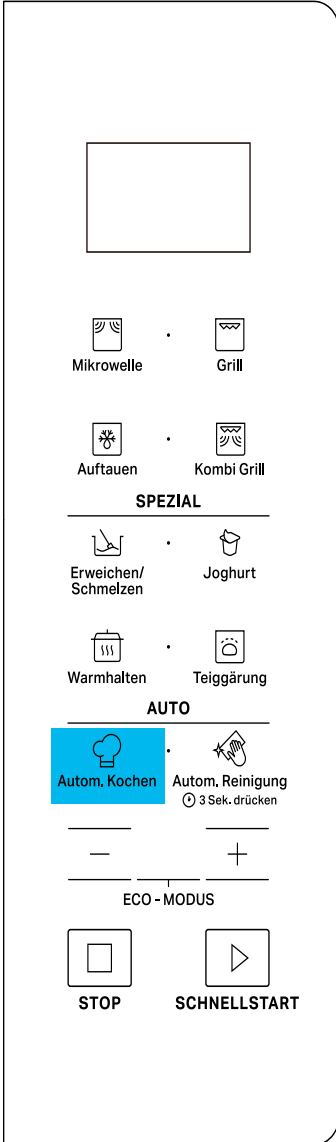 Mikrowelle
Grill
Auftauen
Kombi Grill
SPEZIAL
Erweichen/
Schmelzen
Joghurt
Warmhalten
Teiggärung
AUTO
Autom. Kochen
Autom. Reinigung
3 Sek. drücken
ECO - MODUS
STOP
SCHNELLSTART